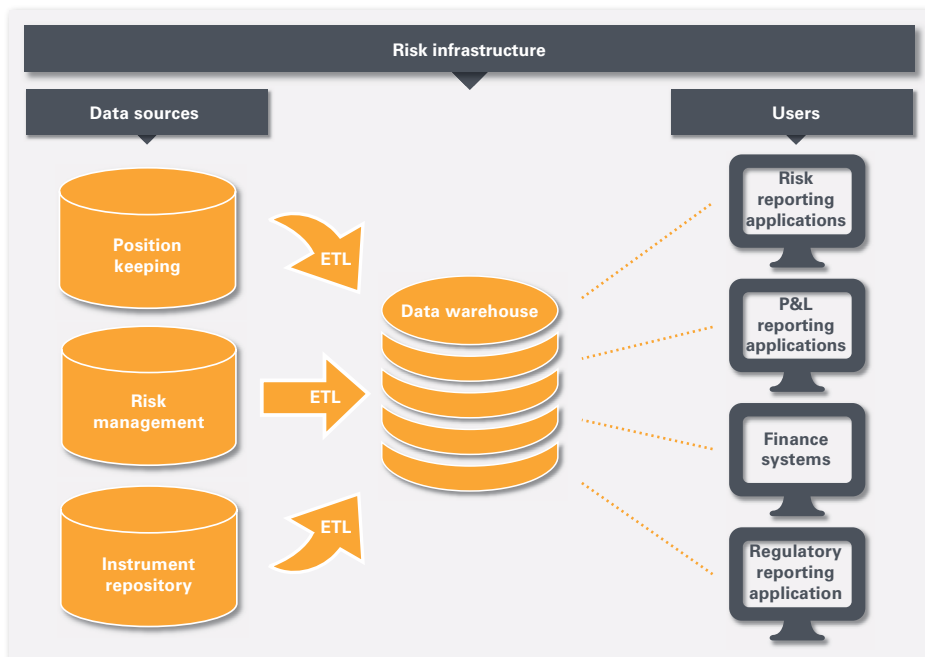 Risk infrastructure
Data sources
Users
Position
keeping
ETL
Risk
management
ETL
Instrument
repository
ETL
Data warehouse
Risk
reporting
applications
P&L
reporting
applications
Finance
systems
Regulatory
reporting
application